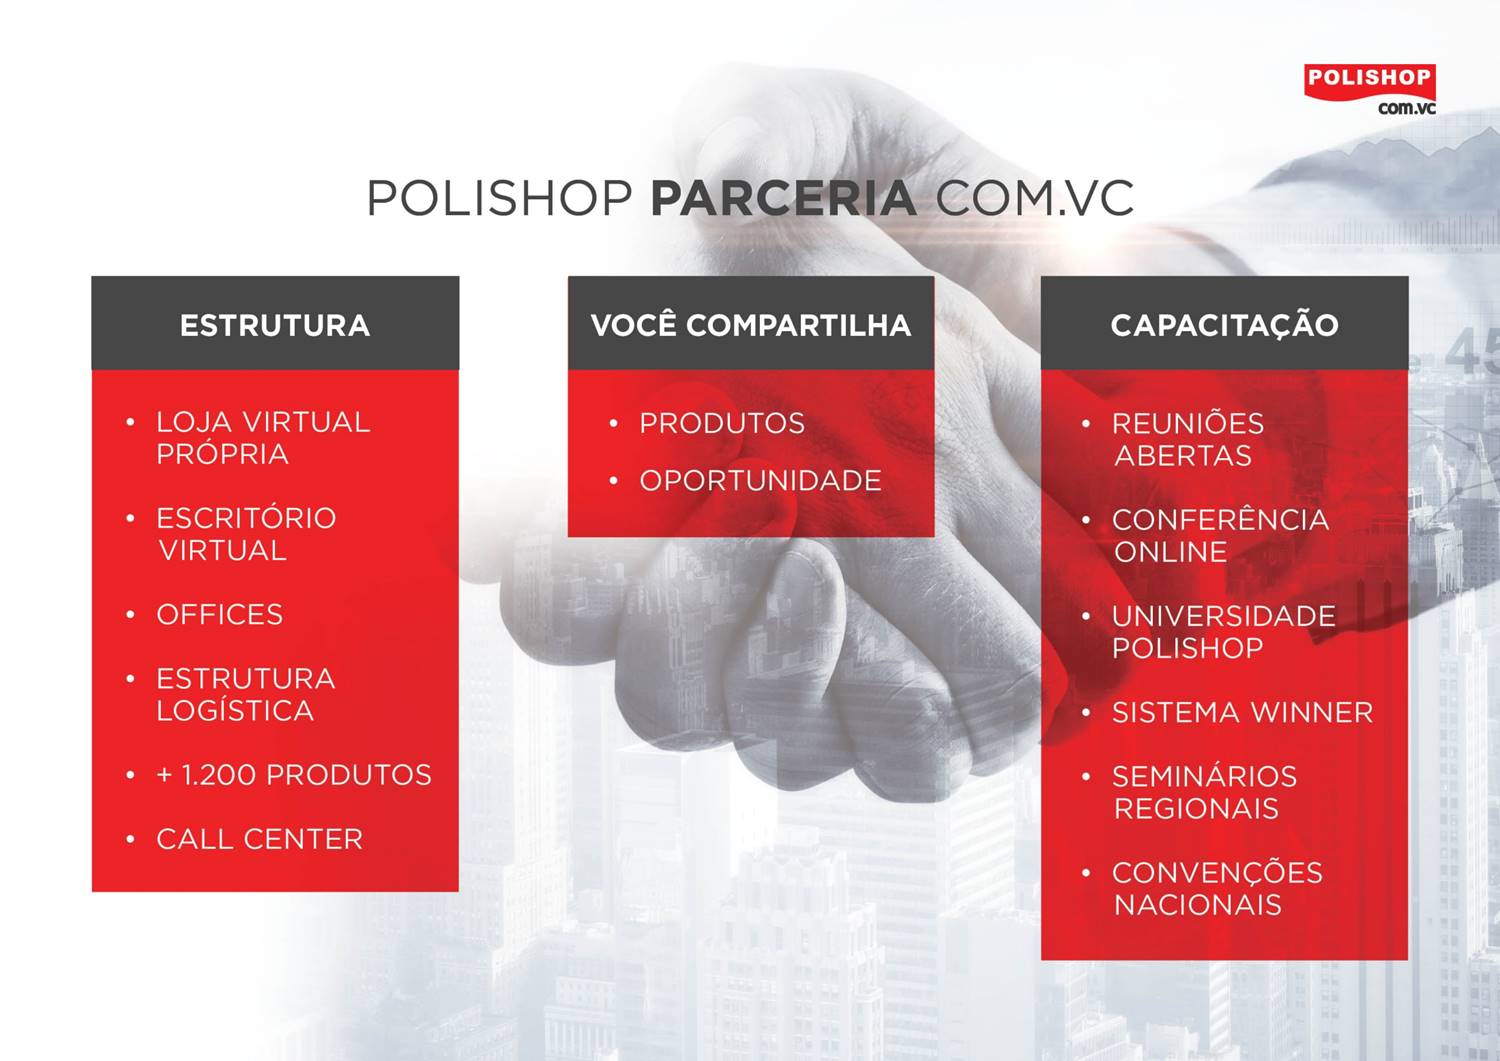 POLISHOP
com.vc
POLISHOP PARCERIA COM.VC
ESTRUTURA
• LOJA VIRTUAL
PRÓPRIA
• ESCRITÓRIO
VIRTUAL
• OFFICES
• ESTRUTURA
LOGÍSTICA
• + 1.200 PRODUTOS
• CALL CENTER
VOCÊ COMPARTILHA
• PRODUTOS
• OPORTUNIDADE
CAPACITAÇÃO
• REUNIÕES
ABERTAS
• CONFERÊNCIA
ONLINE
• UNIVERSIDADE
POLISHOP
• SISTEMA WINNER
• SEMINÁRIOS
REGIONAIS
• CONVENÇÕES
NACIONAIS